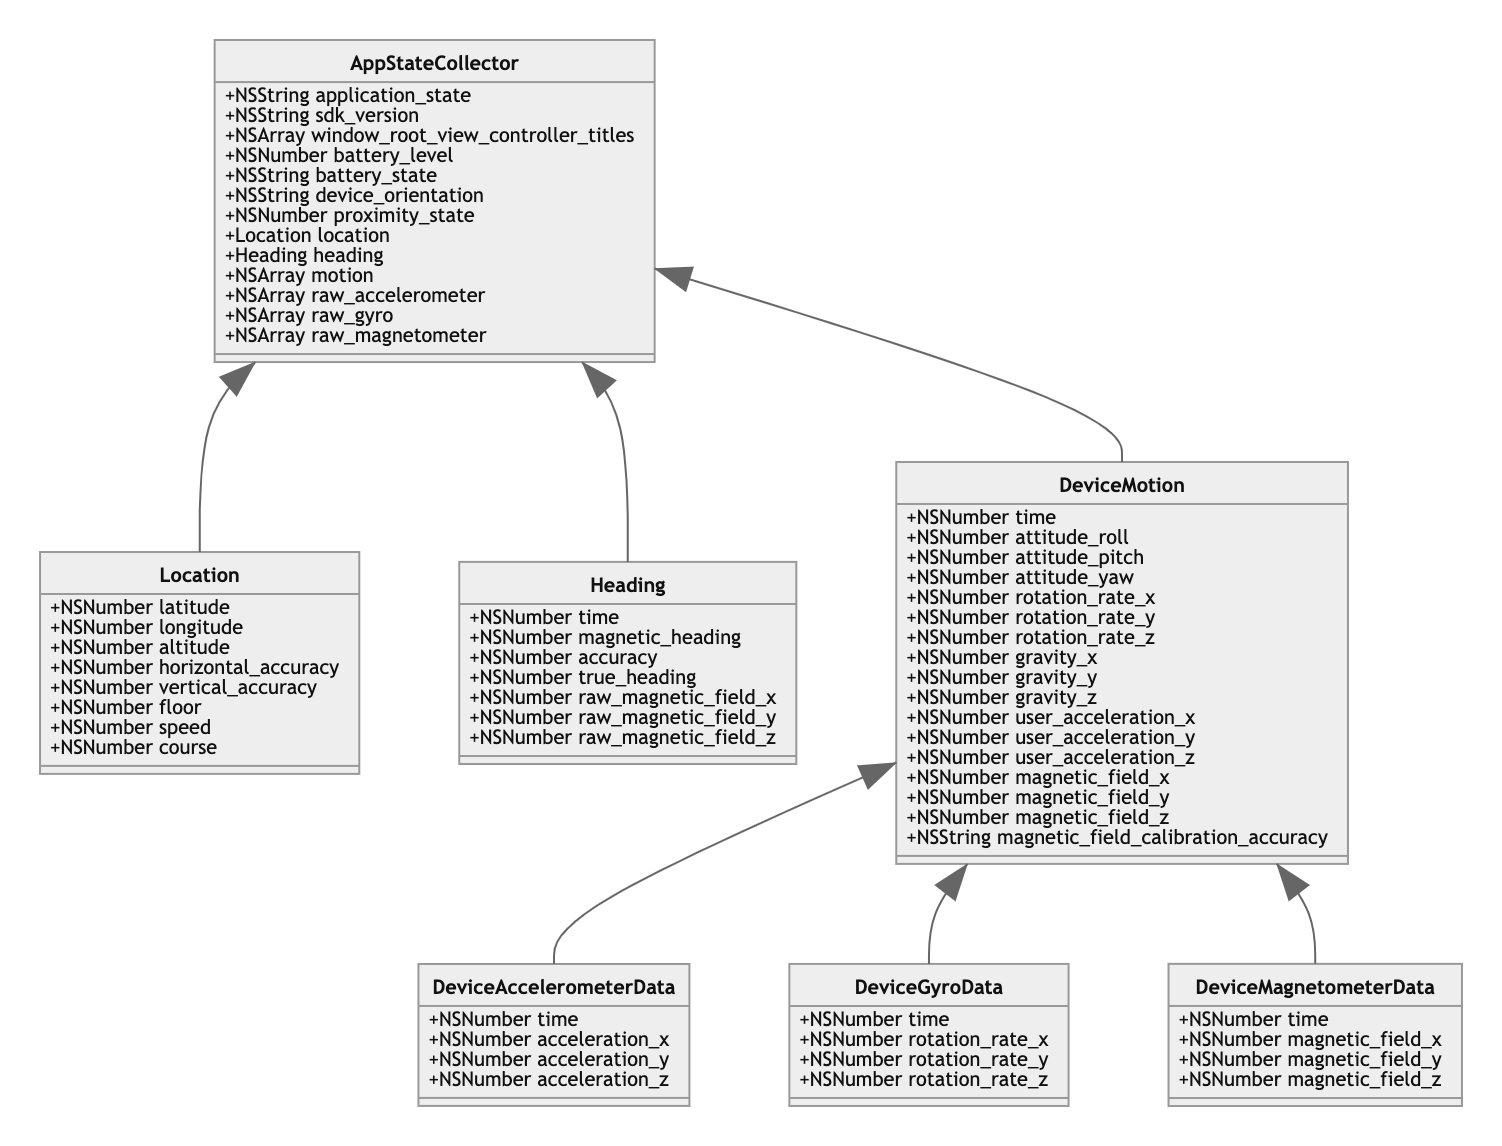 AppStateCollector
+NSString application_state
+NSString sdk_version
+NSArray window_root_view_controller_titles
+NSNumber battery_level
+NSString battery_state
+NSString device_orientation
+NSNumber proximity_state
+Location location
+Heading heading
+NSArray motion
+NSArray raw_accelerometer
+NSArray raw_gyro
+NSArray raw_magnetometer
Location
+NSNumber latitude
+NSNumber longitude
+NSNumber altitude
+NSNumber horizontal_accuracy
+NSNumber vertical_accuracy
+NSNumber floor
+NSNumber speed
+NSNumber course
Heading
+NSNumber time
+NSNumber magnetic_heading
+NSNumber accuracy
+NSNumber true_heading
+NSNumber raw_magnetic_field_x
+NSNumber raw_magnetic_field_y
+NSNumber raw_magnetic_field_z
DeviceMotion
+NSNumber time
+NSNumber attitude_roll
+NSNumber attitude_pitch
+NSNumber attitude_yaw
+NSNumber rotation_rate_x
+NSNumber rotation_rate_y
+NSNumber rotation_rate_z
+NSNumber gravity_x
+NSNumber gravity_y
+NSNumber gravity_z
+NSNumber user_acceleration_x
+NSNumber user_acceleration_y
+NSNumber user_acceleration_z
+NSNumber magnetic_field_x
+NSNumber magnetic_field_y
+NSNumber magnetic_field_z
+NSString magnetic_field_calibration_accuracy
DeviceAccelerometerData
+NSNumber time
+NSNumber acceleration_x
+NSNumber acceleration_y
+NSNumber acceleration_z
DeviceGyroData
+NSNumber time
+NSNumber rotation_rate_x
+NSNumber rotation_rate_y
+NSNumber rotation_rate_z
DeviceMagnetometerData
+NSNumber time
+NSNumber magnetic_field_x
+NSNumber magnetic_field_y
+NSNumber magnetic_field_z